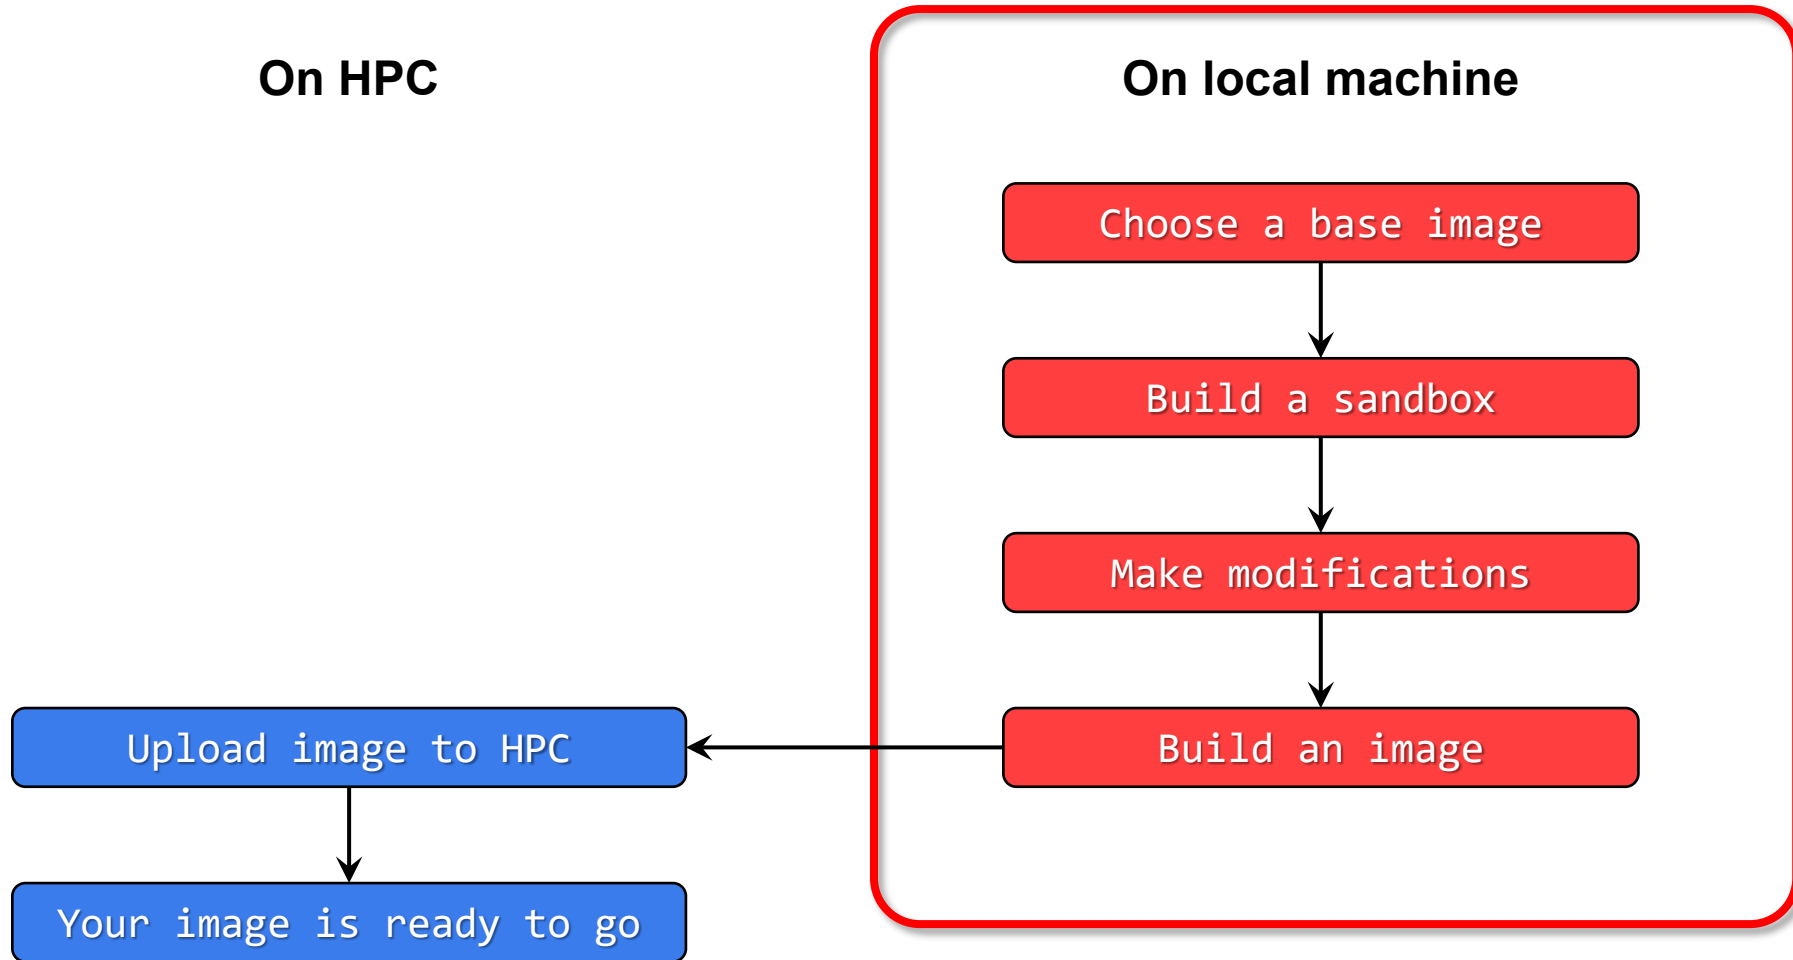 On HPC
On local machine
Choose a base image
Build a sandbox
Make modifications
Build an image
Upload image to HPC
Your image is ready to go